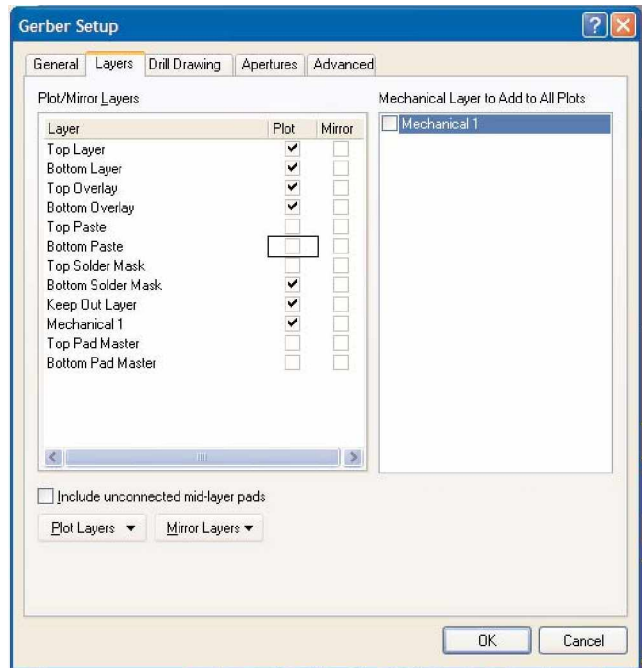 Gerber Setup
General Layers Drill Drawing Apertures Advanced
Plot/Mirror Layers
Mechanical Layer to Add to All Plots
Layer Plot Mirror
Mechanical 1
Top Layer
Bottom Layer
Top Overlay
Bottom Overlay
Top Paste
Bottom Paste
Top Solder Mask
Bottom Solder Mask
Keep Out Layer
Mechanical 1
Top Pad Master
Bottom Pad Master
Include unconnected mid-layer pads
Plot Layers Mirror Layers
OK Cancel